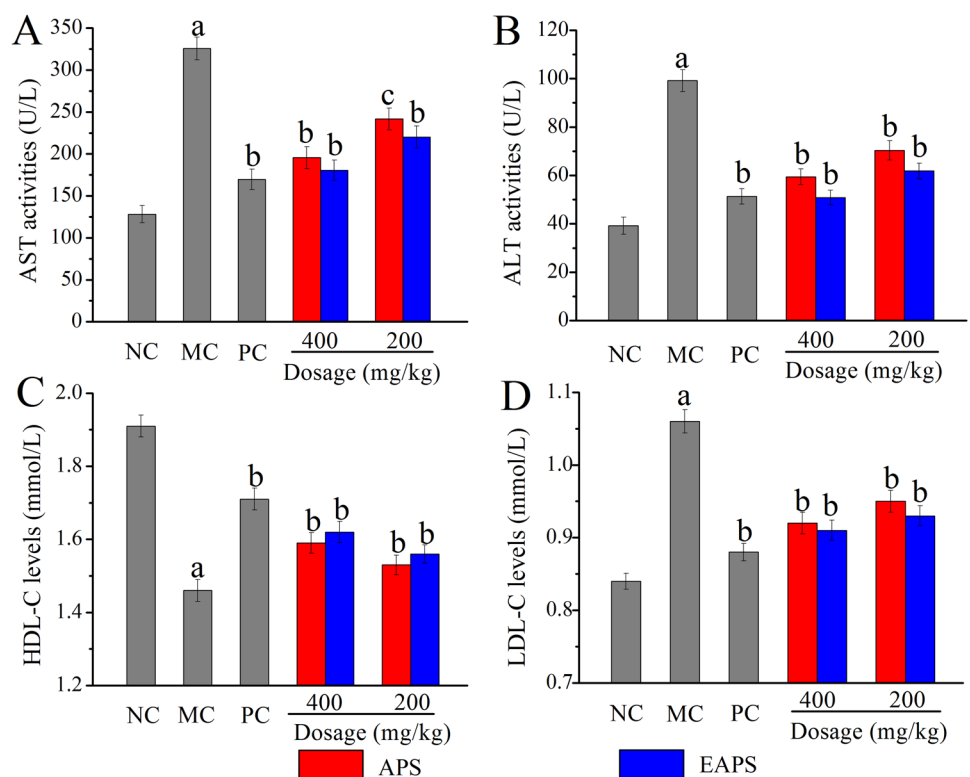 A
AST activities (U/L)
350
300
250
200
150
100
50
0
a
b
b
b
c
b
NC MC PC 400 200
Dosage (mg/kg)
B
ALT activities (U/L)
120
100
80
60
40
20
0
a
b
b
b
b
b
NC MC PC 400 200
Dosage (mg/kg)
C
HDL-C levels (mmol/L)
2.0
1.8
1.6
1.4
1.2
a
b
b
b
b
b
NC MC PC 400 200
Dosage (mg/kg)
D
LDL-C levels (mmol/L)
1.1
1.0
0.9
0.8
0.7
a
b
b
b
b
b
NC MC PC 400 200
Dosage (mg/kg)
APS EAPS